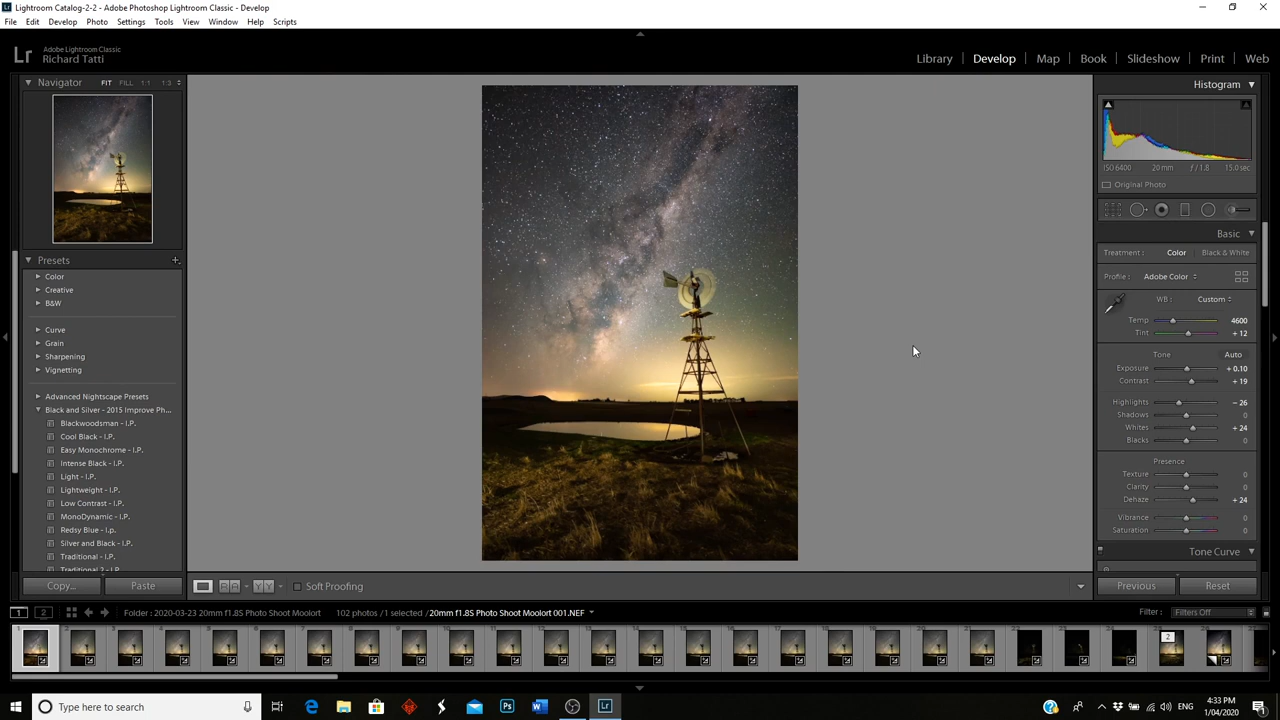 Lightroom Catalog-2-2 - Adobe Photoshop Lightroom Classic - Develop
File Edit Develop Photo Settings Tools View Window Help Scripts
Lr Adobe Lightroom Classic
Richard Tatti
Library | Develop | Map | Book | Slideshow | Print | Web
Navigator FIT FILL 1:1 1:3
Histogram
ISO 6400 20 mm f / 1.8 15.0 sec
Original Photo
Basic
Treatment : Color Black & White
Profile : Adobe Color
WB : Custom
Temp 4600
Tint + 12
Tone Auto
Exposure + 0.10
Contrast + 19
Highlights – 26
Shadows 0
Whites + 24
Blacks 0
Presence
Texture 0
Clarity 0
Dehaze + 24
Vibrance 0
Saturation 0
Tone Curve
Previous Reset
Presets
Color
Creative
B&W
Curve
Grain
Sharpening
Vignetting
Advanced Nightscape Presets
Black and Silver - 2015 Improve Ph...
Blackwoodsman - I.P.
Cool Black - I.P.
Easy Monochrome - I.P.
Intense Black - I.P.
Light - I.P.
Lightweight - I.P.
Low Contrast - I.P.
MonoDynamic - I.P.
Redsy Blue - I.p.
Silver and Black - I.P.
Traditional - I.P.
Traditional 2 - I.P.
Copy... Paste
Soft Proofing
1 2 Folder : 2020-03-23 20mm f1.8S Photo Shoot Moolort 102 photos / 1 selected / 20mm f1.8S Photo Shoot Moolort 001.NEF Filter : Filters Off
2
Type here to search
4:33 PM
1/04/2020